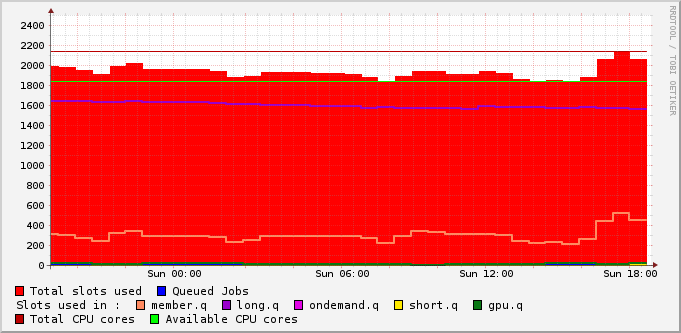 2400
2200
2000
1800
1600
1400
1200
1000
800
600
400
200
0
Sun 00:00 Sun 06:00 Sun 12:00 Sun 18:00
RRDTOOL / TOBI OETIKER
Total slots used Queued Jobs
Slots used in : member.q long.q ondemand.q short.q gpu.q
Total CPU cores Available CPU cores